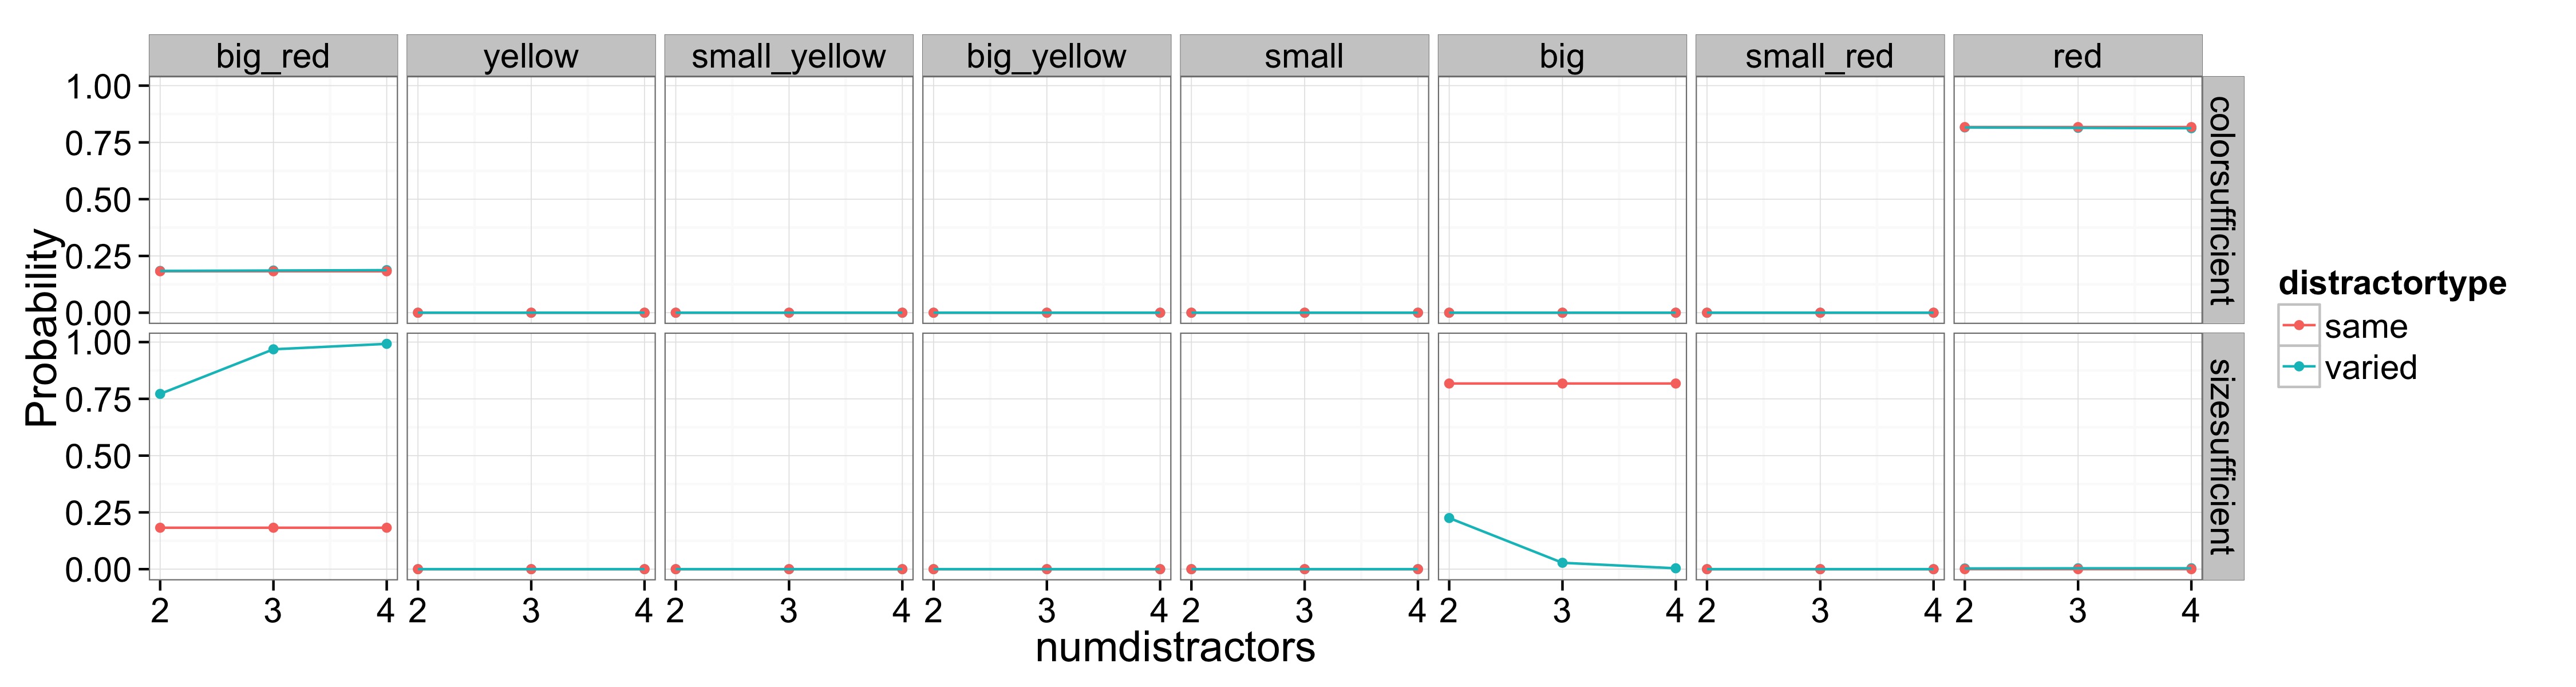 big_red yellow small_yellow big_yellow small big small_red red
1.00
0.75
0.50
0.25
0.00
colorsufficient
1.00
0.75
0.50
0.25
0.00
sizesufficient
Probability
2 3 4 2 3 4 2 3 4 2 3 4 2 3 4 2 3 4 2 3 4 2 3 4
numdistractors
distractortype
same
varied